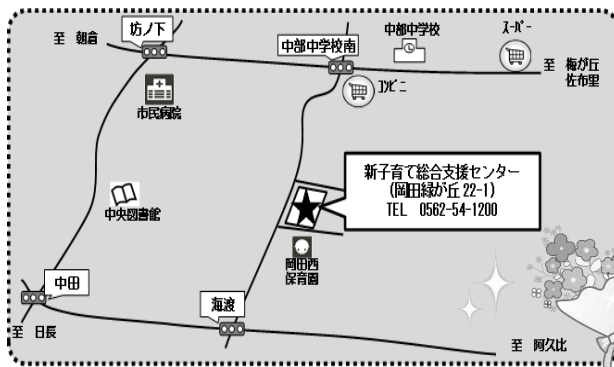 坊ノ下
至 朝倉
中部中学校南
中部中学校
スーパー
至 梅が丘
佐布里
コンビニ
市民病院
新子育て総合支援センター
(岡田緑が丘 22-1)
TEL 0562-54-1200
中央図書館
岡田西
保育園
中田
海渡
至 日長
至 阿久比